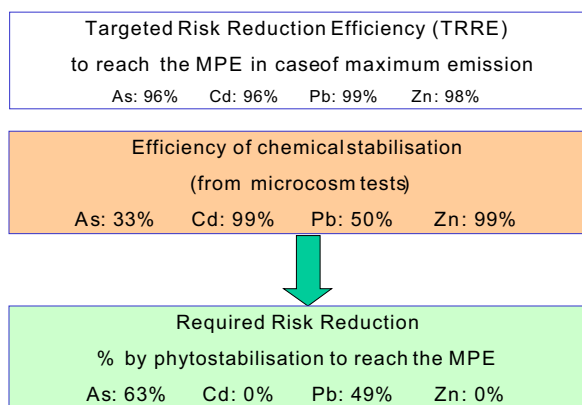 Targeted Risk Reduction Efficiency (TRRE)
to reach the MPE in caseof maximum emission
As: 96% Cd: 96% Pb: 99% Zn: 98%
Efficiency of chemicalstabilisation
(from microcosm tests)
As: 33% Cd: 99% Pb: 50% Zn: 99%
Required Risk Reduction
% by phytostabilisation to reach the MPE
As: 63% Cd: 0% Pb: 49% Zn: 0%